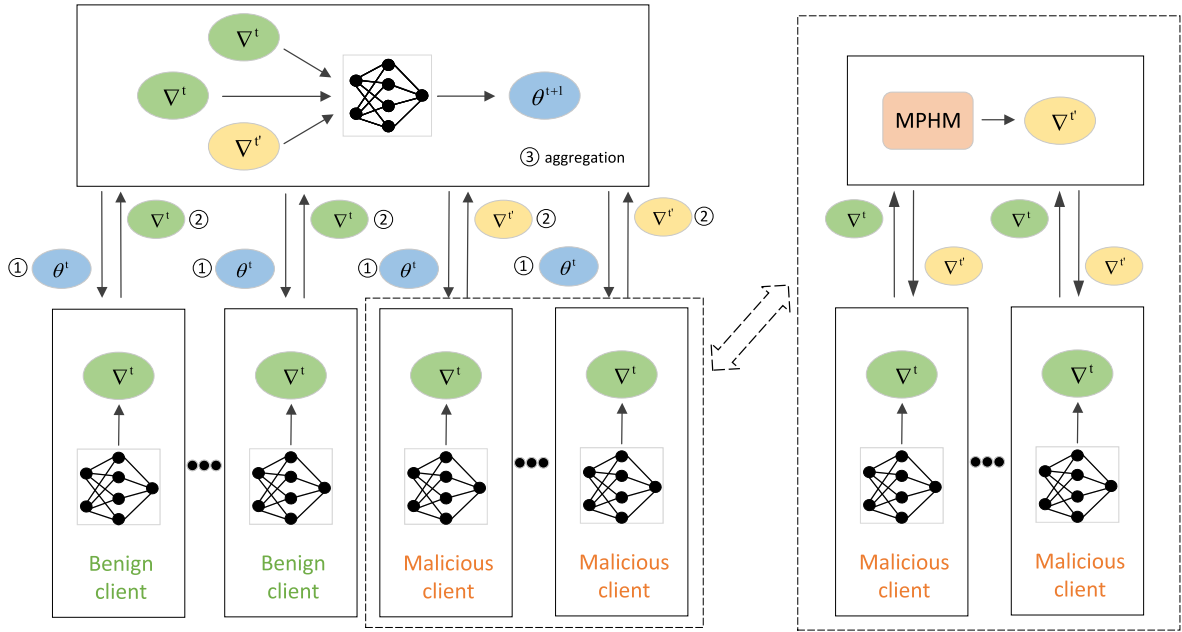 ∇ᵗ
∇ᵗ
∇ᵗ'
θᵗ⁺¹
③ aggregation
MPHM
∇ᵗ'
∇ᵗ ②
∇ᵗ ②
∇ᵗ' ②
∇ᵗ' ②
① θᵗ
① θᵗ
① θᵗ
① θᵗ
∇ᵗ
∇ᵗ
∇ᵗ'
∇ᵗ'
∇ᵗ
∇ᵗ
∇ᵗ
∇ᵗ
∇ᵗ
∇ᵗ
Benign
client
Benign
client
Malicious
client
Malicious
client
Malicious
client
Malicious
client